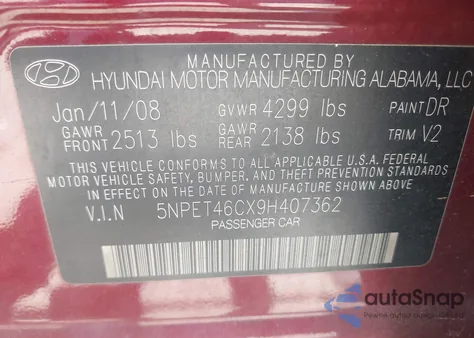 MANUFACTURED BY
HYUNDAI MOTOR MANUFACTURING ALABAMA, LLC
Jan/11/08 GVWR 4299 lbs PAINT DR
GAWR FRONT 2513 lbs GAWR REAR 2138 lbs TRIM V2
THIS VEHICLE CONFORMS TO ALL APPLICABLE U.S.A. FEDERAL
MOTOR VEHICLE SAFETY, BUMPER, AND THEFT PREVENTION STANDARDS
IN EFFECT ON THE DATE OF MANUFACTURE SHOWN ABOVE.
V.I.N 5NPET46CX9H407362
PASSENGER CAR
autoSnap
Pewne autko